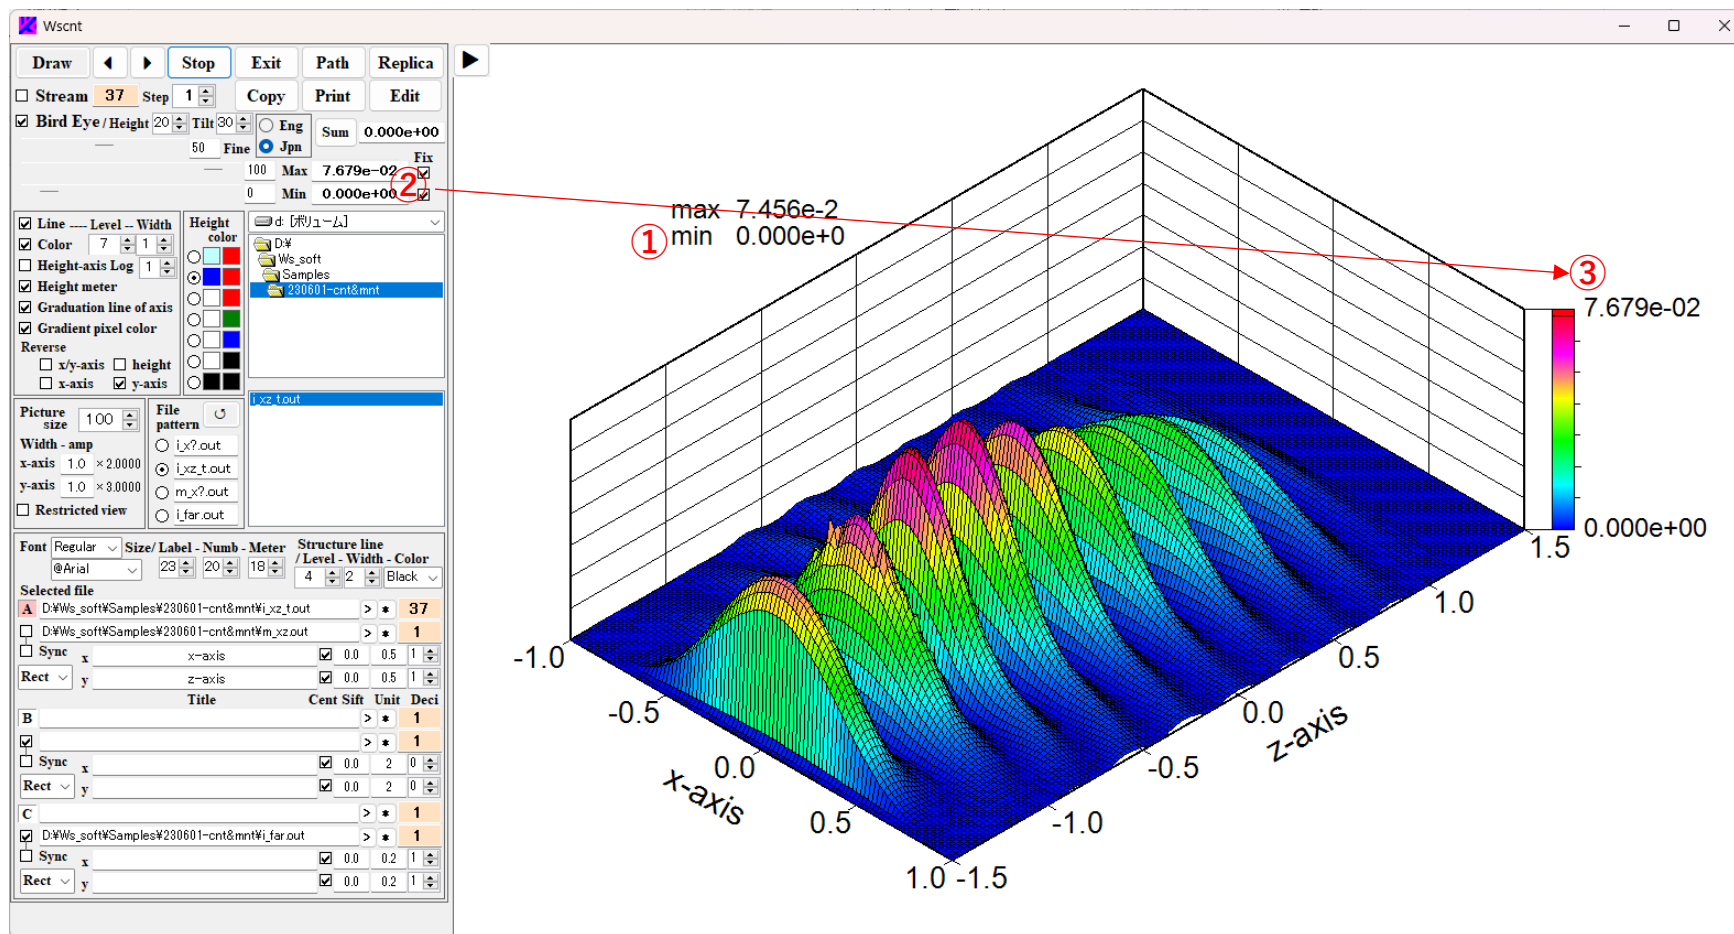 Wscnt
Draw Stop Exit Path Replica
Stream 37 Step 1 Copy Print Edit
Bird Eye / Height 20 Tilt 30 Eng Jpn Sum 0.000e+00
50 Fine Fix
100 Max 7.679e-02
0 Min 0.000e+00
②
Line ---- Level -- Width
Color 7 1
Height-axis Log 1
Height meter
Graduation line of axis
Gradient pixel color
Reverse
x/y-axis height
x-axis y-axis
Height
color
d: [ボリューム]
D:¥
Ws_soft
Samples
230601-cnt&mnt
i_xz_t.out
Picture
size 100
Width - amp
x-axis 1.0 × 2.0000
y-axis 1.0 × 3.0000
Restricted view
File
pattern ↺
i_x?.out
i_xz_t.out
m_x?.out
i_far.out
Font Regular Size/ Label - Numb - Meter
@Arial 23 20 18
Structure line
/ Level - Width - Color
4 2 Black
Selected file
A D:¥Ws_soft¥Samples¥230601-cnt&mnt¥i_xz_t.out > * 37
D:¥Ws_soft¥Samples¥230601-cnt&mnt¥m_xz.out > * 1
Sync x x-axis 0.0 0.5 1
Rect y z-axis 0.0 0.5 1
Title Cent Sift Unit Deci
B > * 1
> * 1
Sync x 0.0 2 0
Rect y 0.0 2 0
C > * 1
D:¥Ws_soft¥Samples¥230601-cnt&mnt¥i_far.out > * 1
Sync x 0.0 0.2 1
Rect y 0.0 0.2 1
max 7.456e-2
① min 0.000e+0
③
7.679e-02
0.000e+00
-1.0
-0.5
0.0
0.5
1.0
x-axis
-1.5
-1.0
-0.5
0.0
0.5
1.0
1.5
z-axis